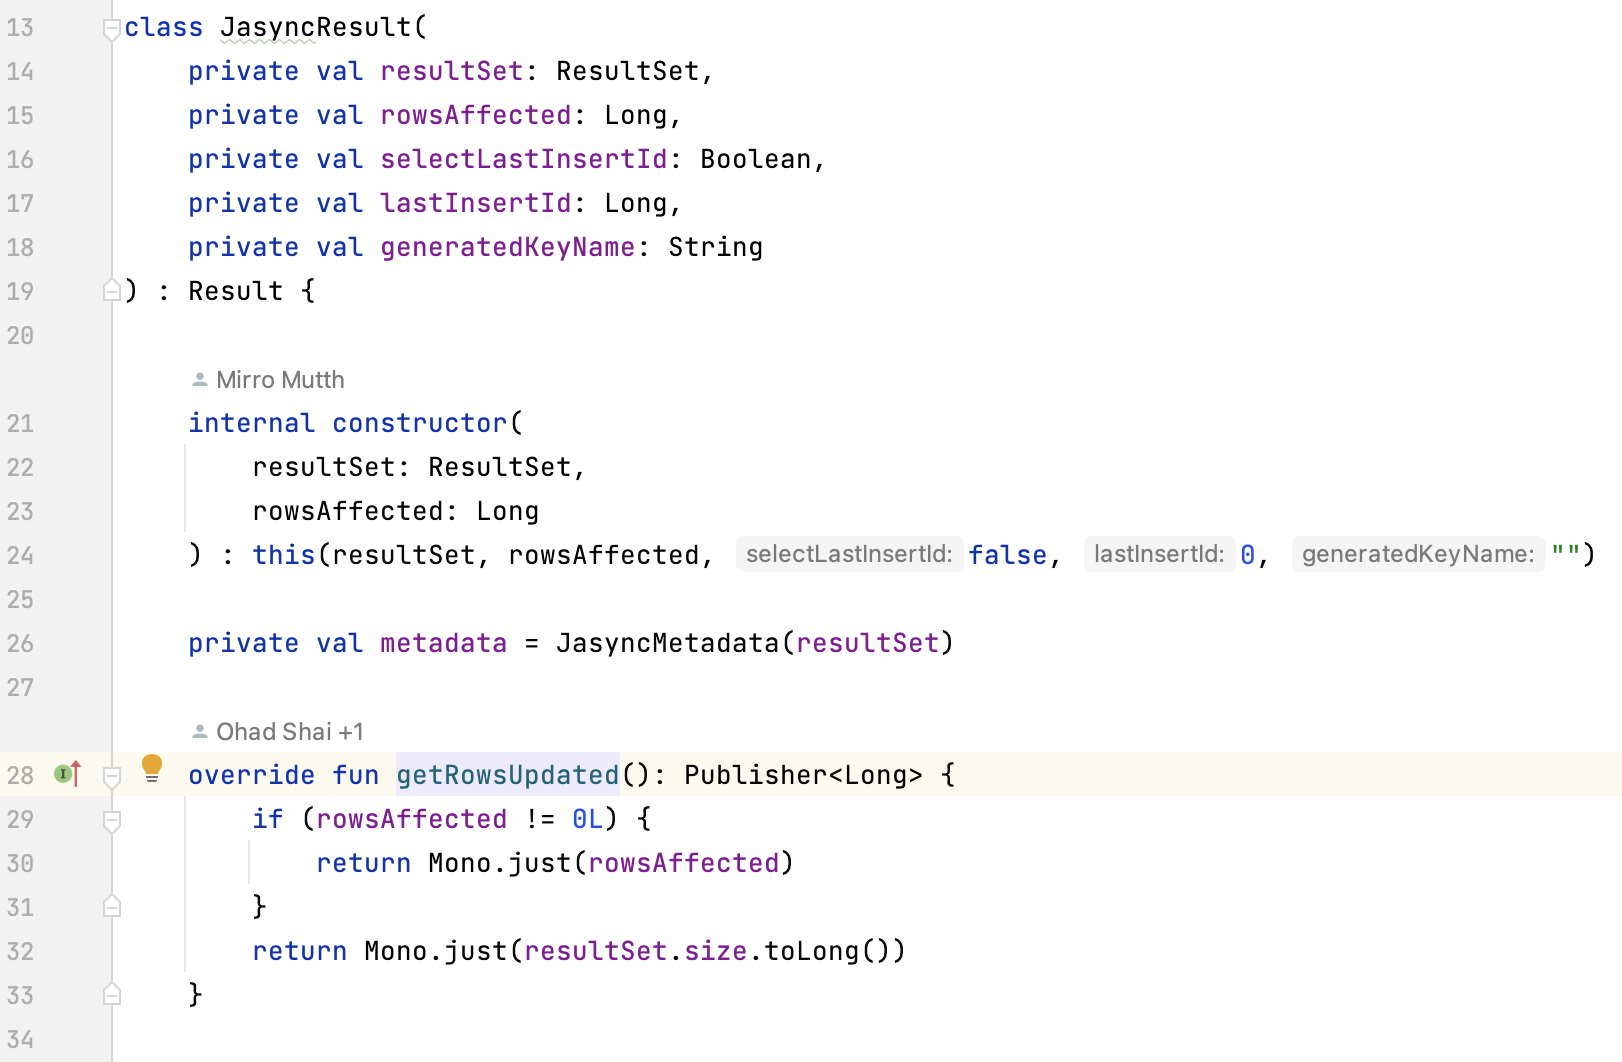 13 class JasyncResult(
14 private val resultSet: ResultSet,
15 private val rowsAffected: Long,
16 private val selectLastInsertId: Boolean,
17 private val lastInsertId: Long,
18 private val generatedKeyName: String
19 ) : Result {
20
Mirro Mutth
21 internal constructor(
22 resultSet: ResultSet,
23 rowsAffected: Long
24 ) : this(resultSet, rowsAffected, selectLastInsertId: false, lastInsertId: 0, generatedKeyName: "")
25
26 private val metadata = JasyncMetadata(resultSet)
27
Ohad Shai +1
28 I override fun getRowsUpdated(): Publisher<Long> {
29 if (rowsAffected != 0L) {
30 return Mono.just(rowsAffected)
31 }
32 return Mono.just(resultSet.size.toLong())
33 }
34